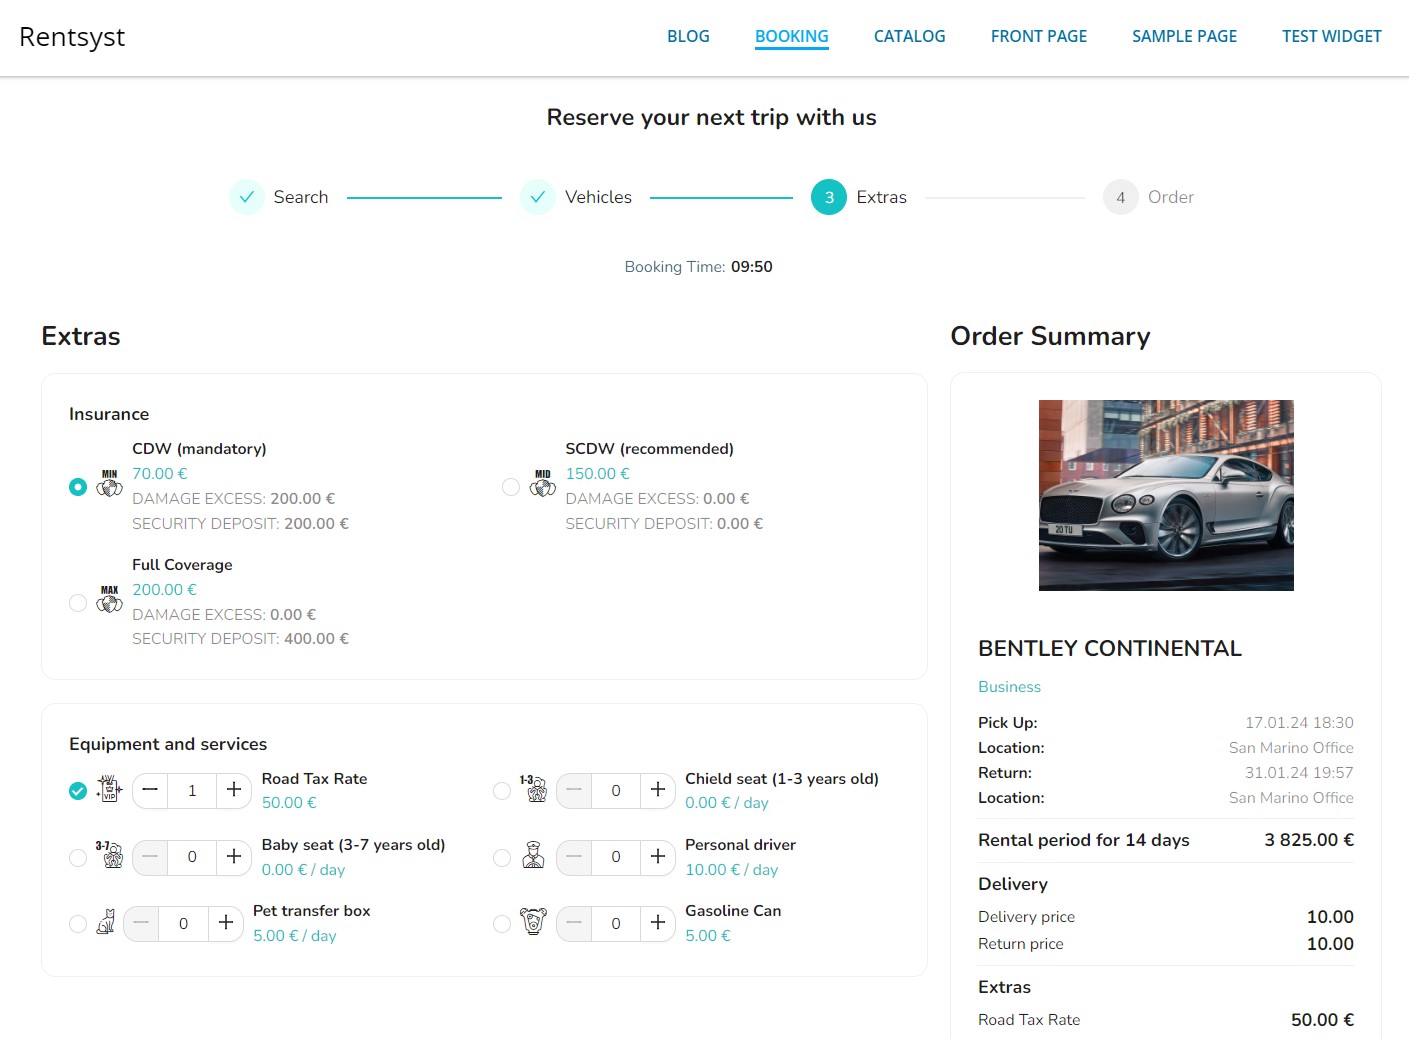 Rentsyst
BLOG
BOOKING
CATALOG
FRONT PAGE
SAMPLE PAGE
TEST WIDGET
Reserve your next trip with us
Search
Vehicles
3 Extras
4 Order
Booking Time: 09:50
Extras
Insurance
MIN
CDW (mandatory)
70.00 €
DAMAGE EXCESS: 200.00 €
SECURITY DEPOSIT: 200.00 €
MID
SCDW (recommended)
150.00 €
DAMAGE EXCESS: 0.00 €
SECURITY DEPOSIT: 0.00 €
MAX
Full Coverage
200.00 €
DAMAGE EXCESS: 0.00 €
SECURITY DEPOSIT: 400.00 €
Equipment and services
VIP
1
Road Tax Rate
50.00 €
1-3
0
Chield seat (1-3 years old)
0.00 € / day
3-7
0
Baby seat (3-7 years old)
0.00 € / day
0
Personal driver
10.00 € / day
0
Pet transfer box
5.00 € / day
0
Gasoline Can
5.00 €
Order Summary
20 TU
BENTLEY CONTINENTAL
Business
Pick Up: 17.01.24 18:30
Location: San Marino Office
Return: 31.01.24 19:57
Location: San Marino Office
Rental period for 14 days 3 825.00 €
Delivery
Delivery price 10.00
Return price 10.00
Extras
Road Tax Rate 50.00 €